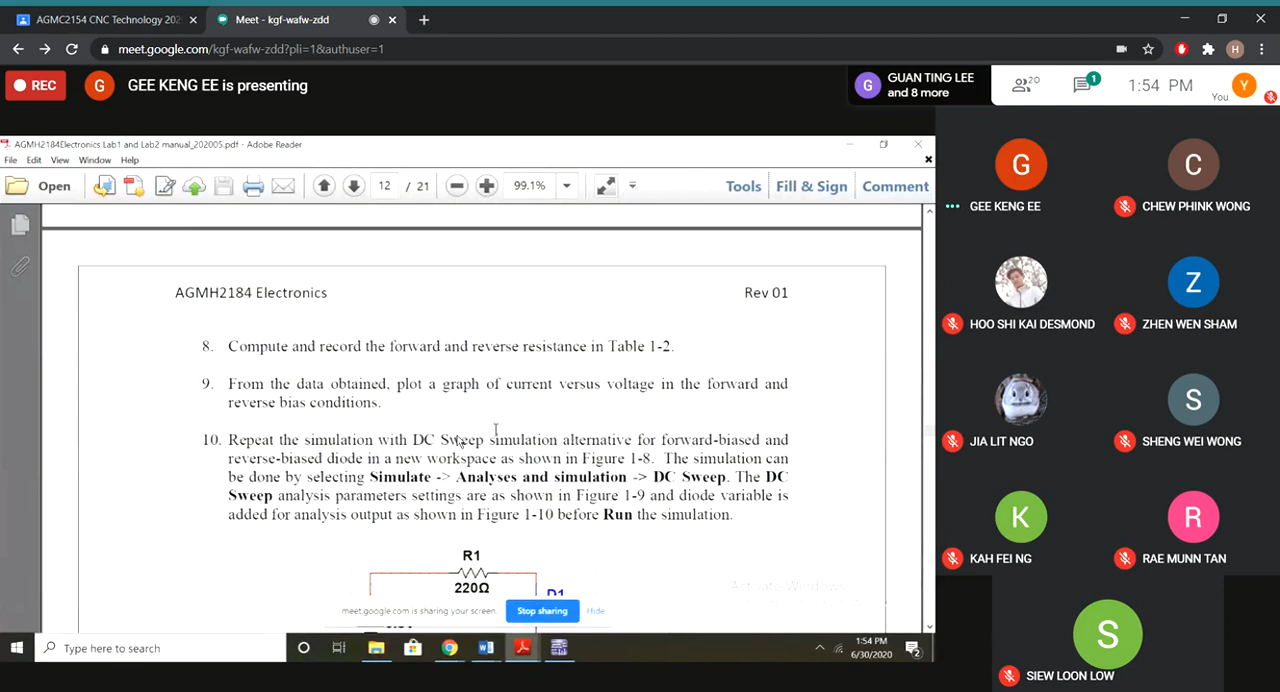 AGMC2154 CNC Technology 202
Meet - kgf-wafw-zdd
meet.google.com/kgf-wafw-zdd?pli=1&authuser=1
H
REC
G
GEE KENG EE is presenting
G
GUAN TING LEE
and 8 more
20
1
1:54 PM
You
Y
AGMH2184Electronics Lab1 and Lab2 manual_202005.pdf - Adobe Reader
File Edit View Window Help
Open
12 / 21
99.1%
Tools
Fill & Sign
Comment
AGMH2184 Electronics
Rev 01
8. Compute and record the forward and reverse resistance in Table 1-2.
9. From the data obtained, plot a graph of current versus voltage in the forward and
reverse bias conditions.
10. Repeat the simulation with DC Sweep simulation alternative for forward-biased and
reverse-biased diode in a new workspace as shown in Figure 1-8. The simulation can
be done by selecting Simulate -> Analyses and simulation -> DC Sweep. The DC
Sweep analysis parameters settings are as shown in Figure 1-9 and diode variable is
added for analysis output as shown in Figure 1-10 before Run the simulation.
R1
220Ω
D1
Activate Windows
meet.google.com is sharing your screen.
Stop sharing
Hide
Type here to search
1:54 PM
6/30/2020
2
G
GEE KENG EE
C
CHEW PHINK WONG
HOO SHI KAI DESMOND
Z
ZHEN WEN SHAM
JIA LIT NGO
S
SHENG WEI WONG
K
KAH FEI NG
R
RAE MUNN TAN
S
SIEW LOON LOW